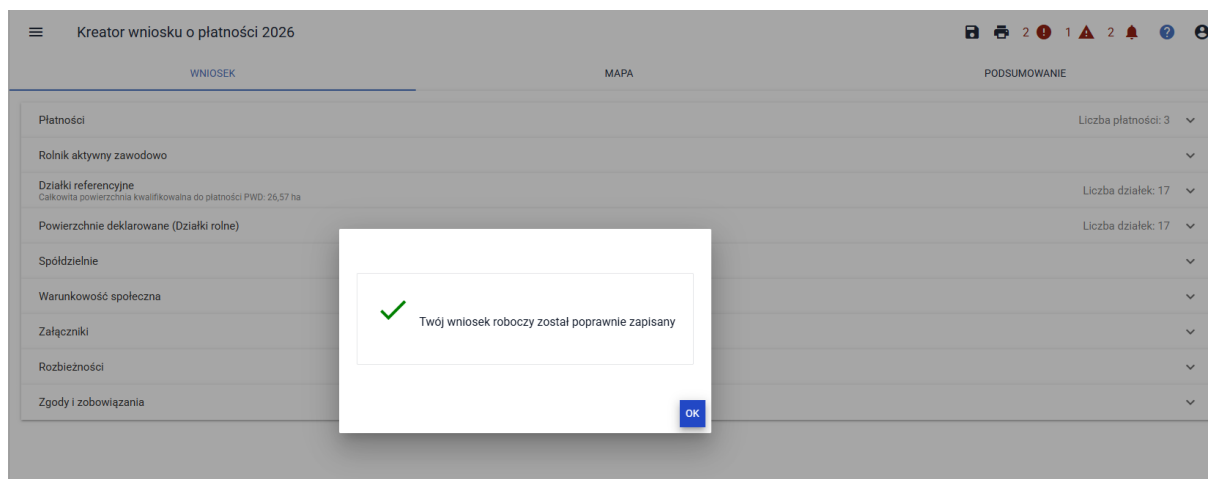 Kreator wniosku o płatności 2026
2 1 2
WNIOSEK MAPA PODSUMOWANIE
Płatności Liczba płatności: 3
Rolnik aktywny zawodowo
Działki referencyjne
Całkowita powierzchnia kwalifikowalna do płatności PWD: 26,57 ha
Liczba działek: 17
Powierzchnie deklarowane (Działki rolne) Liczba działek: 17
Spółdzielnie
Warunkowość społeczna
Załączniki
Rozbieżności
Zgody i zobowiązania
Twój wniosek roboczy został poprawnie zapisany
OK